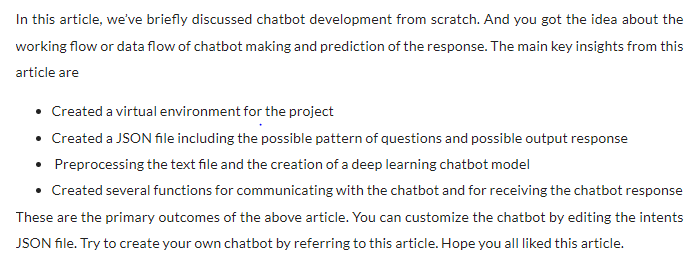 In this article, we've briefly discussed chatbot development from scratch. And you got the idea about the
working flow or data flow of chatbot making and prediction of the response. The main key insights from this
article are
• Created a virtual environment for the project
• Created a JSON file including the possible pattern of questions and possible output response
• Preprocessing the text file and the creation of a deep learning chatbot model
• Created several functions for communicating with the chatbot and for receiving the chatbot response
These are the primary outcomes of the above article. You can customize the chatbot by editing the intents
JSON file. Try to create your own chatbot by referring to this article. Hope you all liked this article.